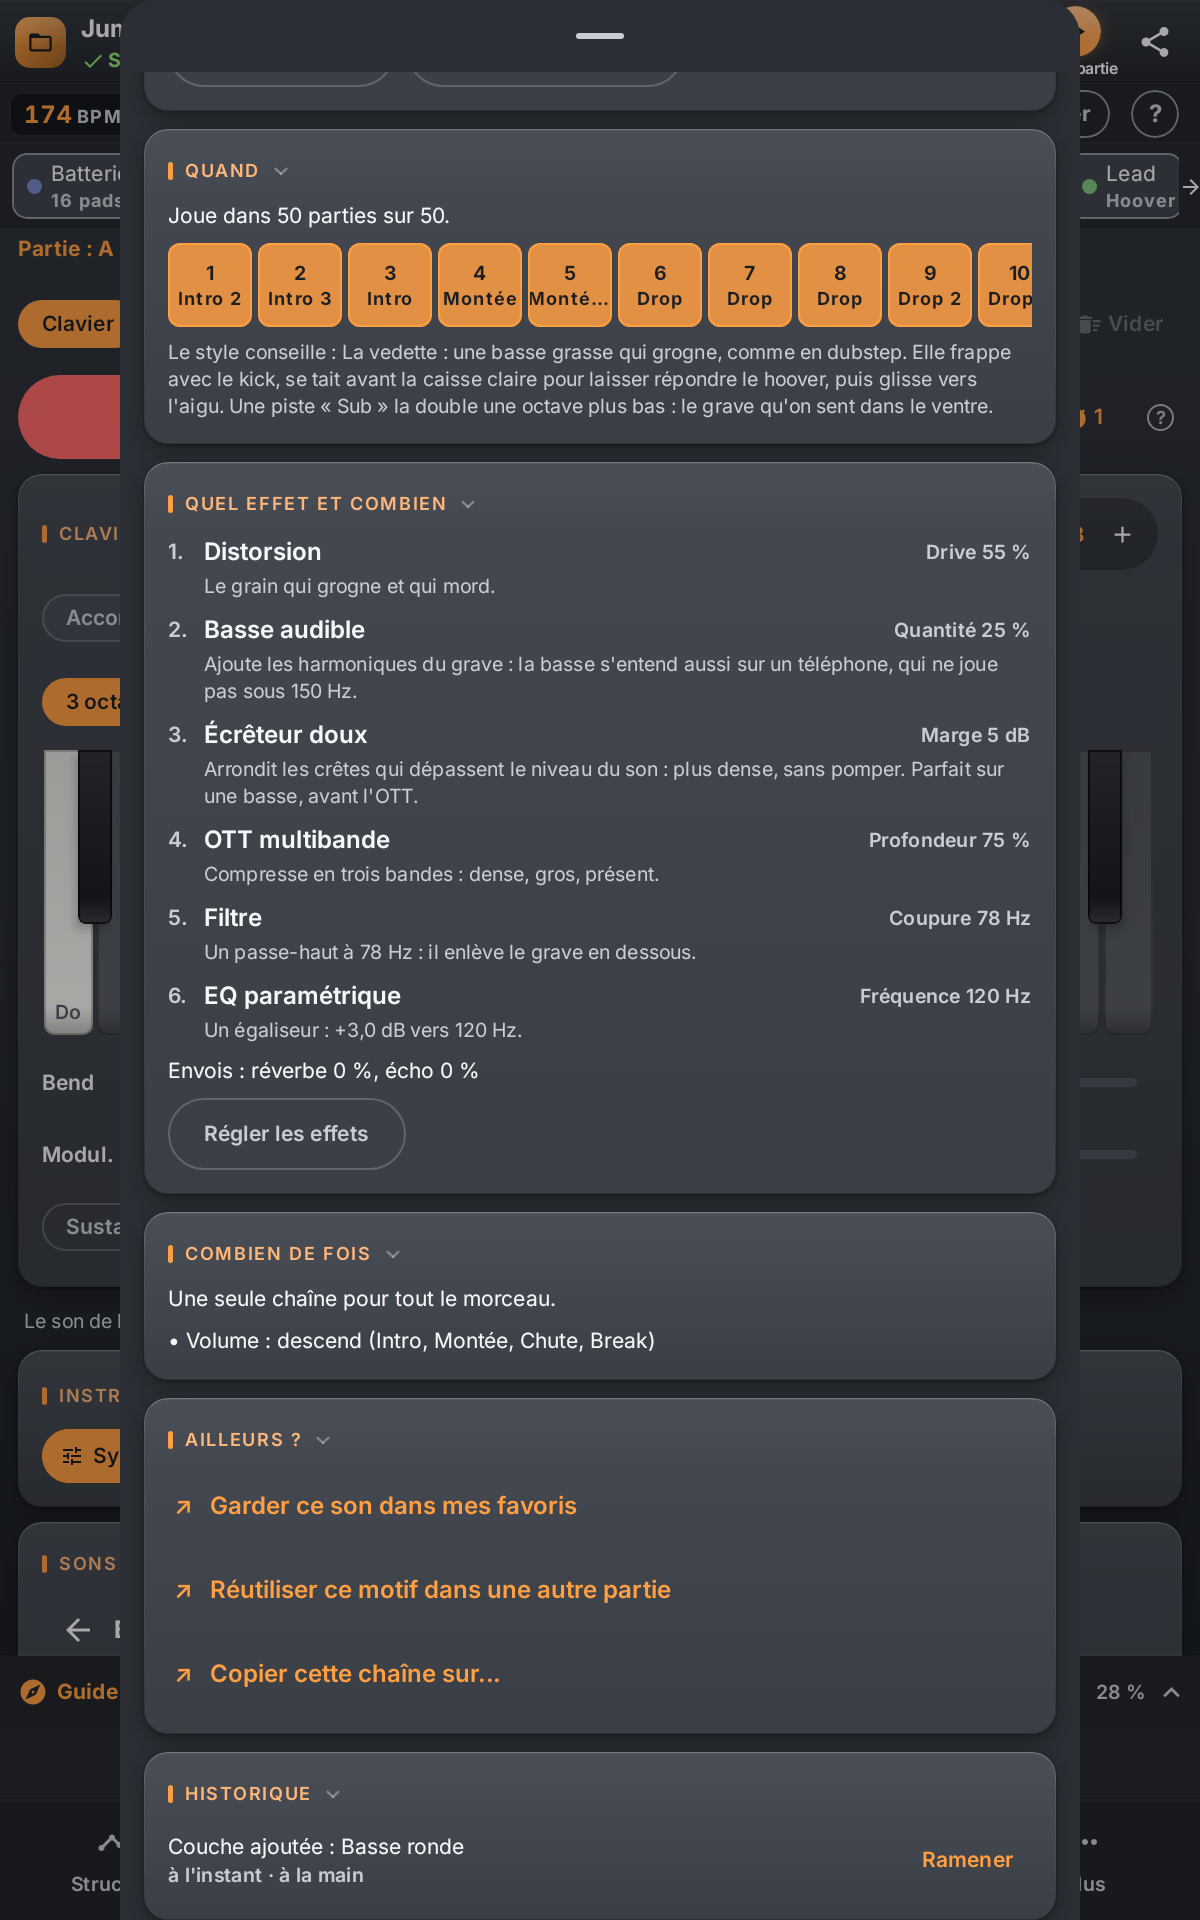 Jun
S
partie
174 BPM
er
?
Batterie
16 pads
Lead
Hoover
Partie : A
Clavier
Vider
1
?
CLAVI
Acco
3 octa
Do
Bend
Modul.
Susta
Le son de l
INSTR
Sy
SONS
Guide
28 %
Struc
lus
QUAND
Joue dans 50 parties sur 50.
1 2 3 4 5 6 7 8 9 10
Intro 2 Intro 3 Intro Montée Monté... Drop Drop Drop Drop 2 Drop
Le style conseille : La vedette : une basse grasse qui grogne, comme en dubstep. Elle frappe
avec le kick, se tait avant la caisse claire pour laisser répondre le hoover, puis glisse vers
l'aigu. Une piste « Sub » la double une octave plus bas : le grave qu'on sent dans le ventre.
QUEL EFFET ET COMBIEN
1. Distorsion Drive 55 %
Le grain qui grogne et qui mord.
2. Basse audible Quantité 25 %
Ajoute les harmoniques du grave : la basse s'entend aussi sur un téléphone, qui ne joue
pas sous 150 Hz.
3. Écrêteur doux Marge 5 dB
Arrondit les crêtes qui dépassent le niveau du son : plus dense, sans pomper. Parfait sur
une basse, avant l'OTT.
4. OTT multibande Profondeur 75 %
Compresse en trois bandes : dense, gros, présent.
5. Filtre Coupure 78 Hz
Un passe-haut à 78 Hz : il enlève le grave en dessous.
6. EQ paramétrique Fréquence 120 Hz
Un égaliseur : +3,0 dB vers 120 Hz.
Envois : réverbe 0 %, écho 0 %
Régler les effets
COMBIEN DE FOIS
Une seule chaîne pour tout le morceau.
• Volume : descend (Intro, Montée, Chute, Break)
AILLEURS ?
Garder ce son dans mes favoris
Réutiliser ce motif dans une autre partie
Copier cette chaîne sur...
HISTORIQUE
Couche ajoutée : Basse ronde
à l'instant · à la main
Ramener